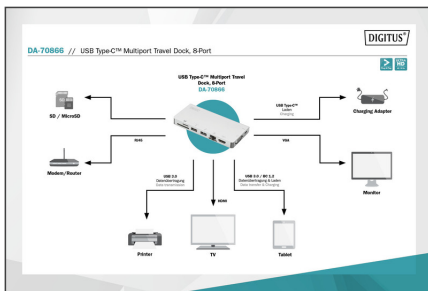 DIGITUS®
DA-70866 // USB Type-C™ Multiport Travel Dock, 8-Port
USB Type-C™ Multiport Travel
Dock, 8-Port
DA-70866
SD / MicroSD
USB Type-C™
Laden
Charging
Charging Adapter
RJ45
VGA
Modem/Router
Monitor
USB 3.0
Datenübertragung
Data transmission
HDMI
USB 3.0 / BC 1.2
Datenübertragung & Laden
Data transfer & Charging
Printer
TV
Tablet